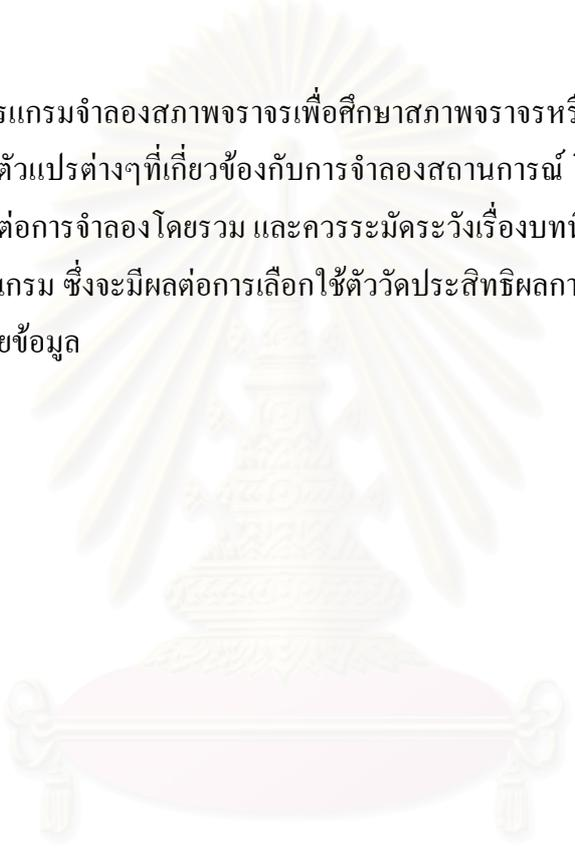 รแกรมจำลองสภาพจราจรเพื่อศึกษาสภาพจราจรหรื
ตัวแปรต่างๆที่เกี่ยวข้องกับการจำลองสถานการณ์
ต่อการจำลองโดยรวม และควรระมัดระวังเรื่องบทนิ
แกรม ซึ่งจะมีผลต่อการเลือกใช้ตัววัดประสิทธิผลกา
ยข้อมูล